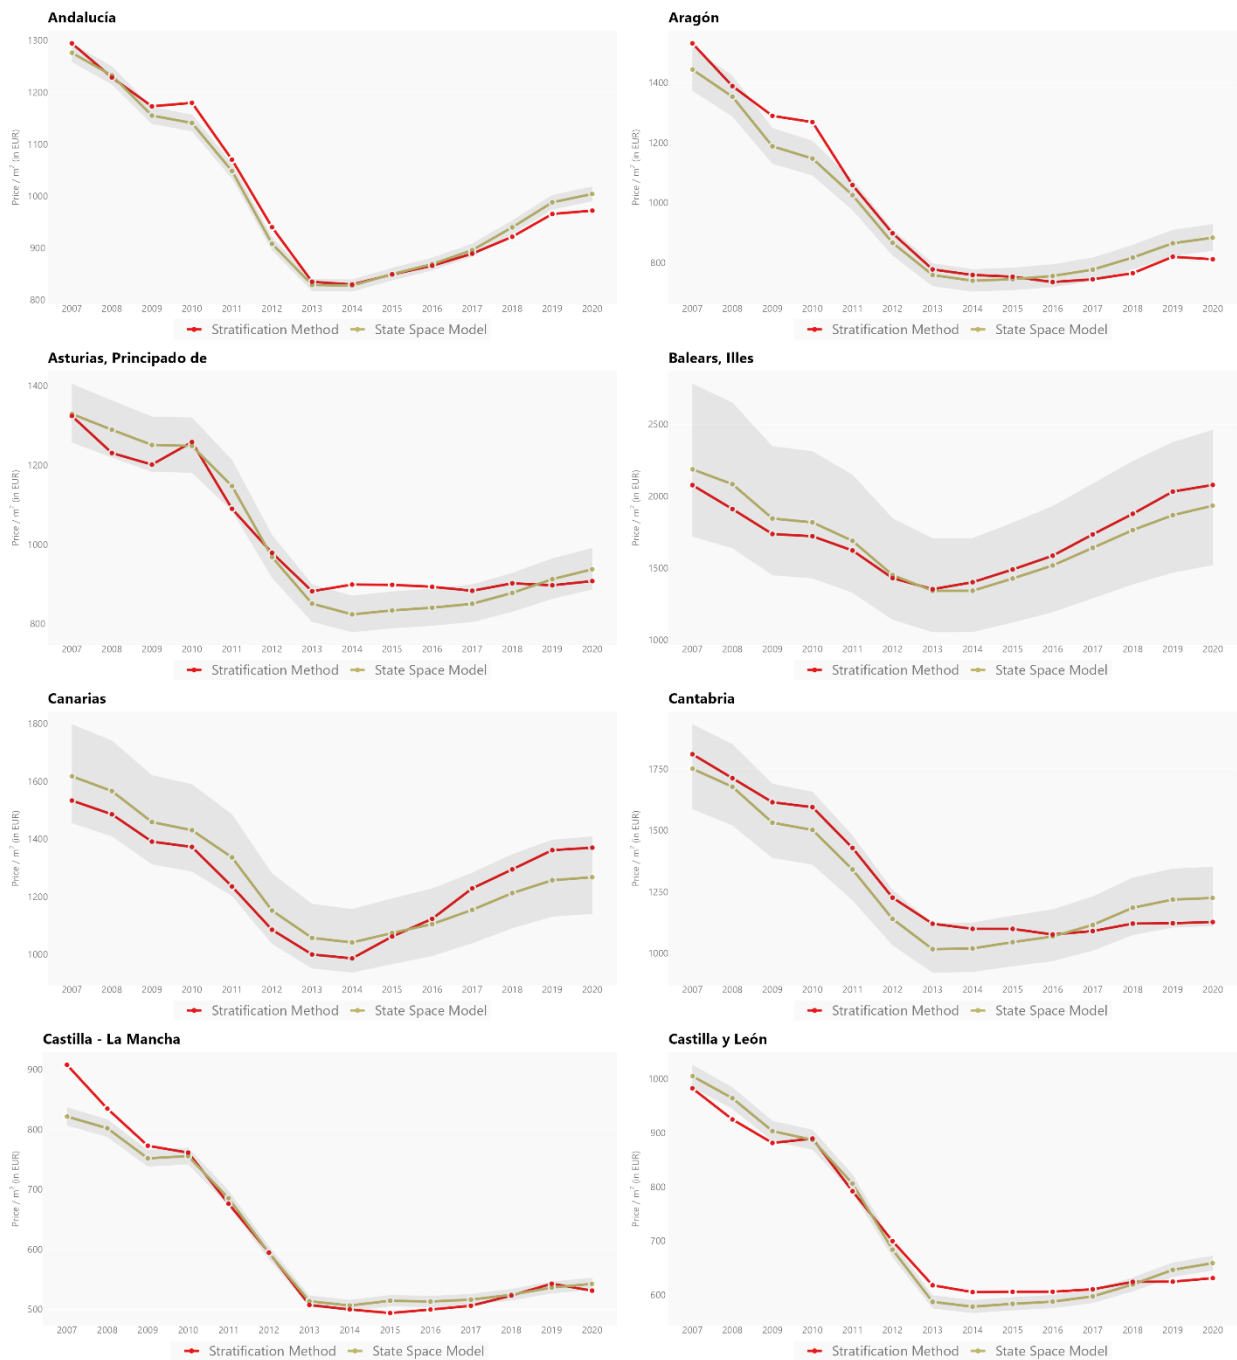 Andalucía
Price / m² (in EUR)
1300
1200
1100
1000
900
800
2007 2008 2009 2010 2011 2012 2013 2014 2015 2016 2017 2018 2019 2020
Stratification Method State Space Model
Aragón
Price / m² (in EUR)
1400
1200
1000
800
2007 2008 2009 2010 2011 2012 2013 2014 2015 2016 2017 2018 2019 2020
Stratification Method State Space Model
Asturias, Principado de
Price / m² (in EUR)
1400
1200
1000
800
2007 2008 2009 2010 2011 2012 2013 2014 2015 2016 2017 2018 2019 2020
Stratification Method State Space Model
Balears, Illes
Price / m² (in EUR)
2500
2000
1500
1000
2007 2008 2009 2010 2011 2012 2013 2014 2015 2016 2017 2018 2019 2020
Stratification Method State Space Model
Canarias
Price / m² (in EUR)
1800
1600
1400
1200
1000
2007 2008 2009 2010 2011 2012 2013 2014 2015 2016 2017 2018 2019 2020
Stratification Method State Space Model
Cantabria
Price / m² (in EUR)
1750
1500
1250
1000
2007 2008 2009 2010 2011 2012 2013 2014 2015 2016 2017 2018 2019 2020
Stratification Method State Space Model
Castilla - La Mancha
Price / m² (in EUR)
900
800
700
600
500
2007 2008 2009 2010 2011 2012 2013 2014 2015 2016 2017 2018 2019 2020
Stratification Method State Space Model
Castilla y León
Price / m² (in EUR)
1000
900
800
700
600
2007 2008 2009 2010 2011 2012 2013 2014 2015 2016 2017 2018 2019 2020
Stratification Method State Space Model